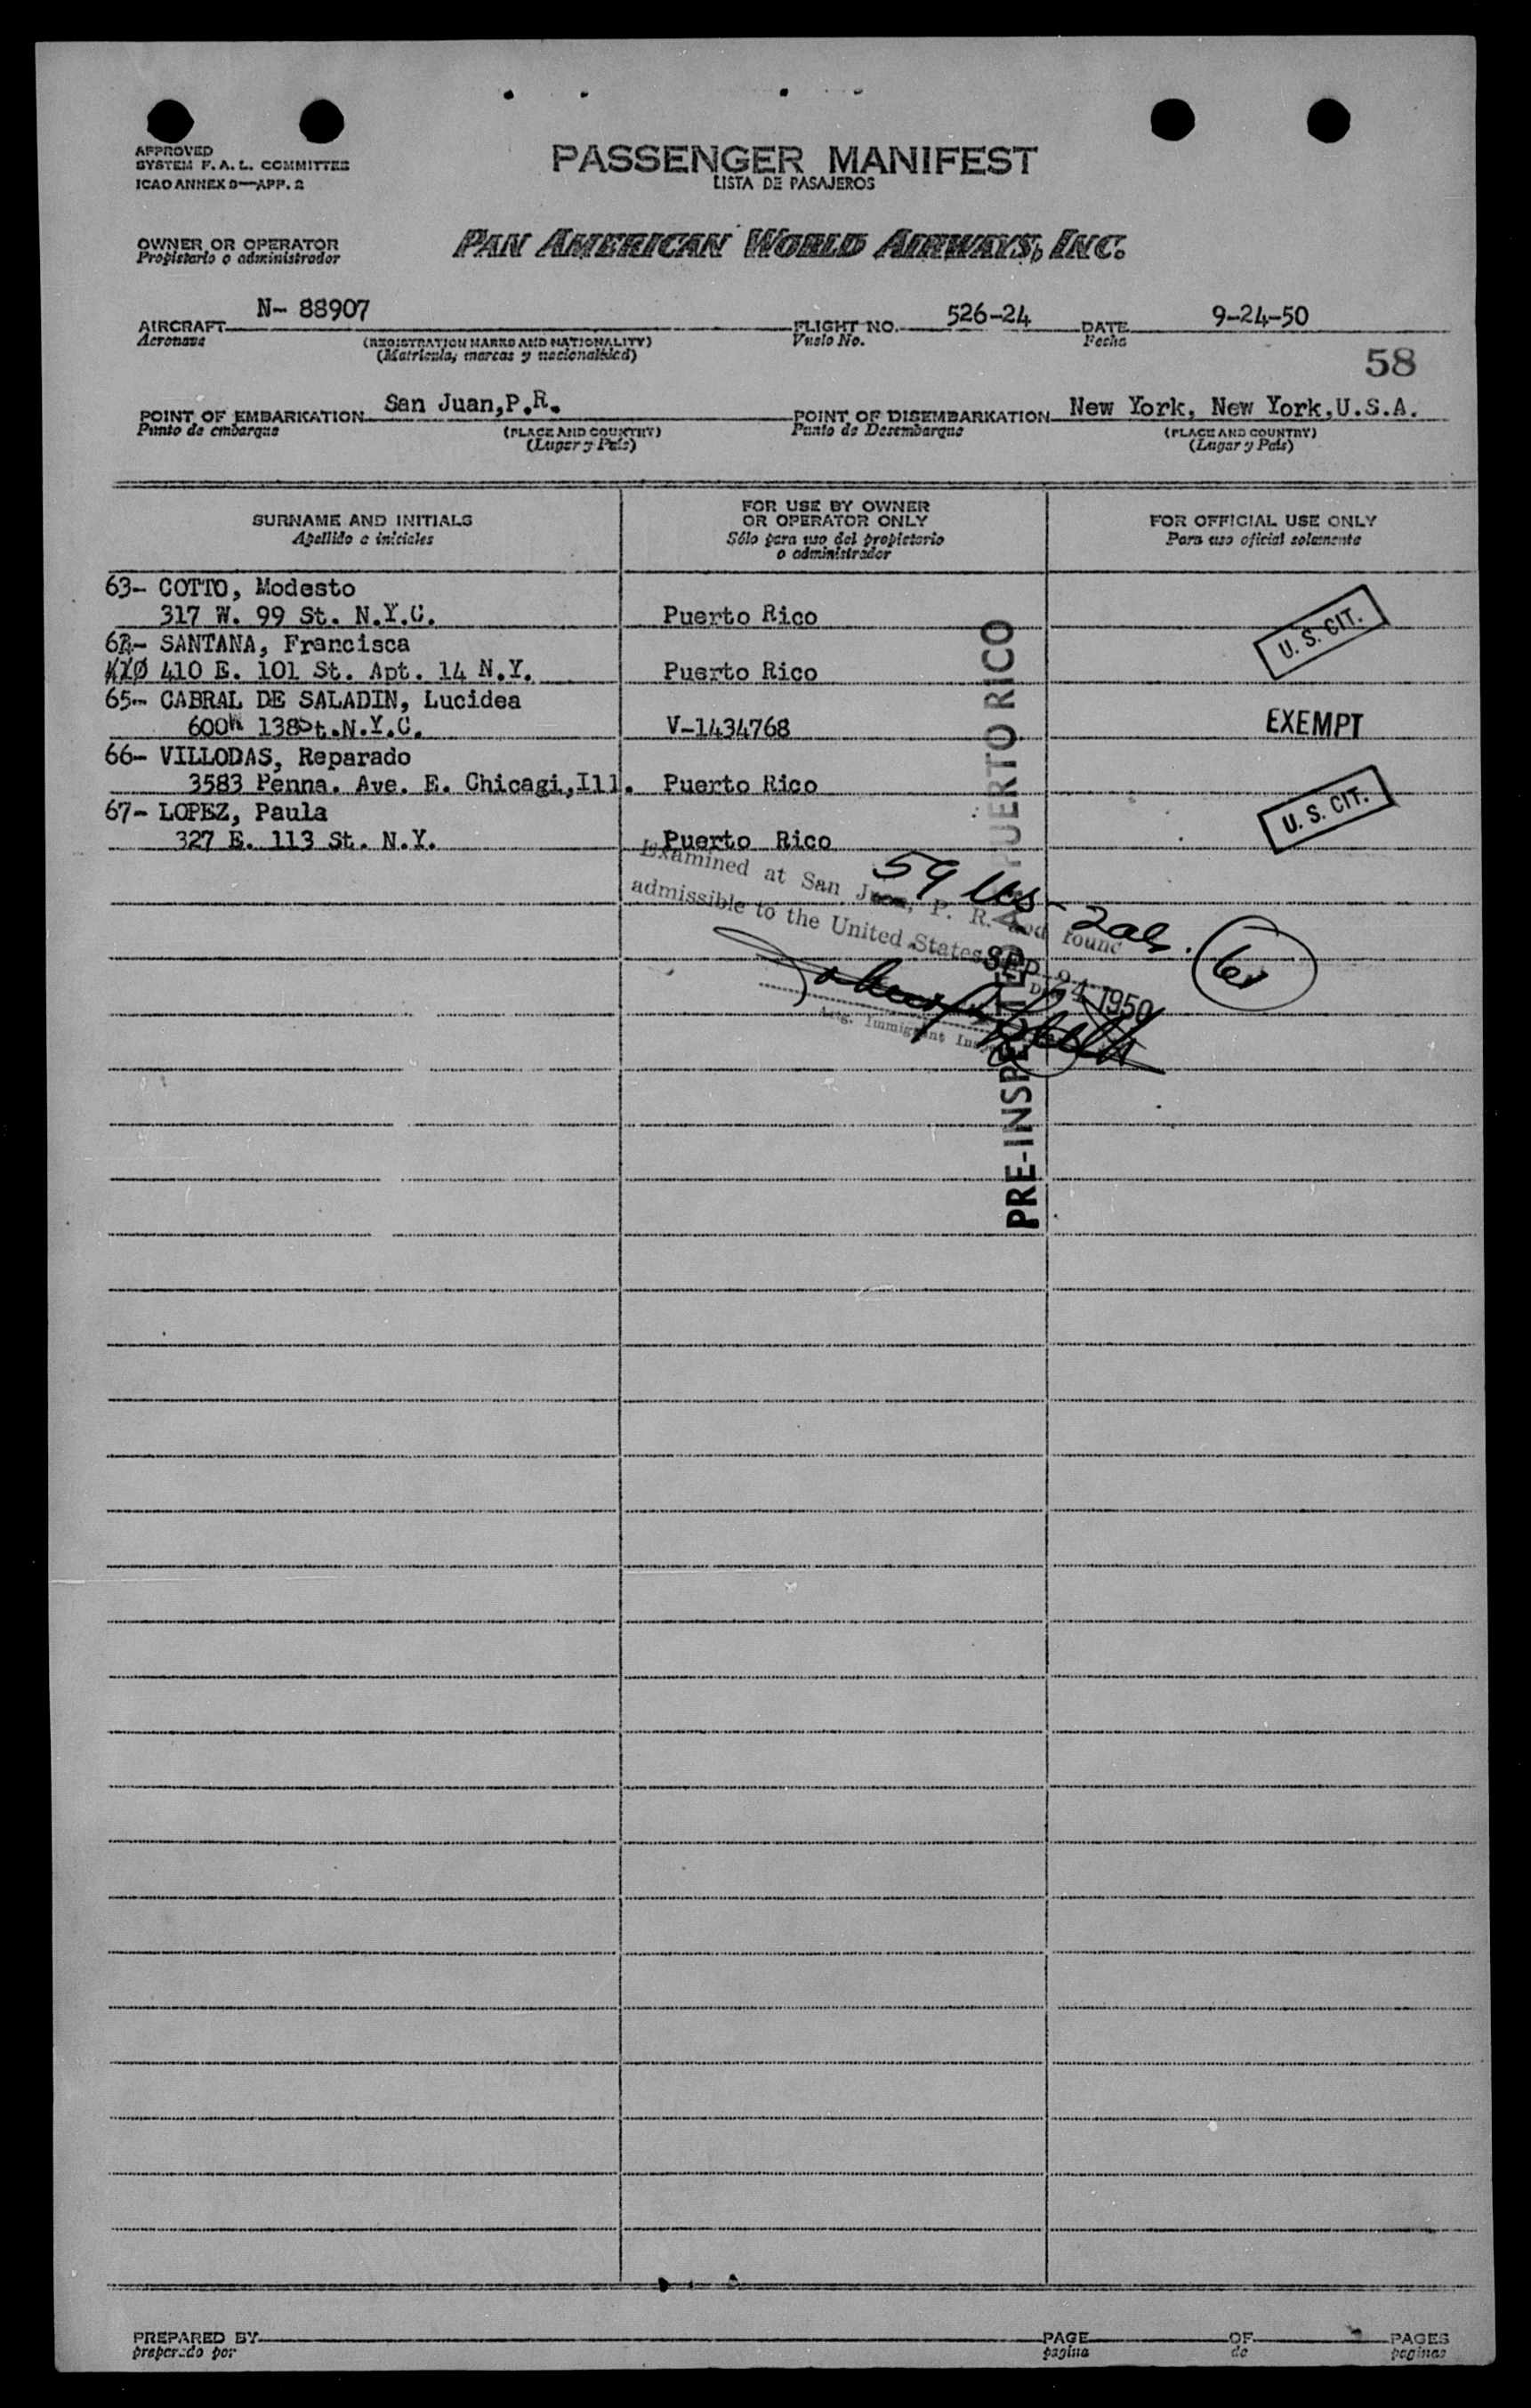 APPROVED
SYSTEM F. A. L. COMMITTEE
ICAO ANNEX 9—APP. 2
PASSENGER MANIFEST
LISTA DE PASAJEROS
OWNER OR OPERATOR
Propietario o administrador
PAN AMERICAN WORLD AIRWAYS, INC.
AIRCRAFT N- 88907
Aeronave
(REGISTRATION MARKS AND NATIONALITY)
(Matricula, marcas y nacionalidad)
FLIGHT NO. 526-24
Vuelo No.
DATE 9-24-50
Fecha
58
POINT OF EMBARKATION San Juan,P.R.
Punto de embarque
(PLACE AND COUNTRY)
(Lugar y País)
POINT OF DISEMBARKATION New York, New York,U.S.A.
Punto de Desembarque
(PLACE AND COUNTRY)
(Lugar y País)
SURNAME AND INITIALS
Apellido e iniciales
FOR USE BY OWNER
OR OPERATOR ONLY
Sólo para uso del propietario
o administrador
FOR OFFICIAL USE ONLY
Para uso oficial solamente
63- COTTO, Modesto
317 W. 99 St. N.Y.C. Puerto Rico
U. S. CIT.
SANTANA, Francisca
410 E. 101 St. Apt. 14 N.Y. Puerto Rico
65- CABRAL DE SALADIN, Lucidea
600W 138St.N.Y.C. V-1434768 EXEMPT
66- VILLODAS, Reparado
3583 Penna. Ave. E. Chicagi,Ill. Puerto Rico
67- LOPEZ, Paula
327 E. 113 St. N.Y. Puerto Rico
U. S. CIT.
PRE-INSPECTED AT PUERTO RICO
Examined at San Juan, P. R. and found
admissible to the United States
SEP 24 1950
59
Immigrant
PREPARED BY
preparado por
PAGE OF PAGES
pagina de paginas